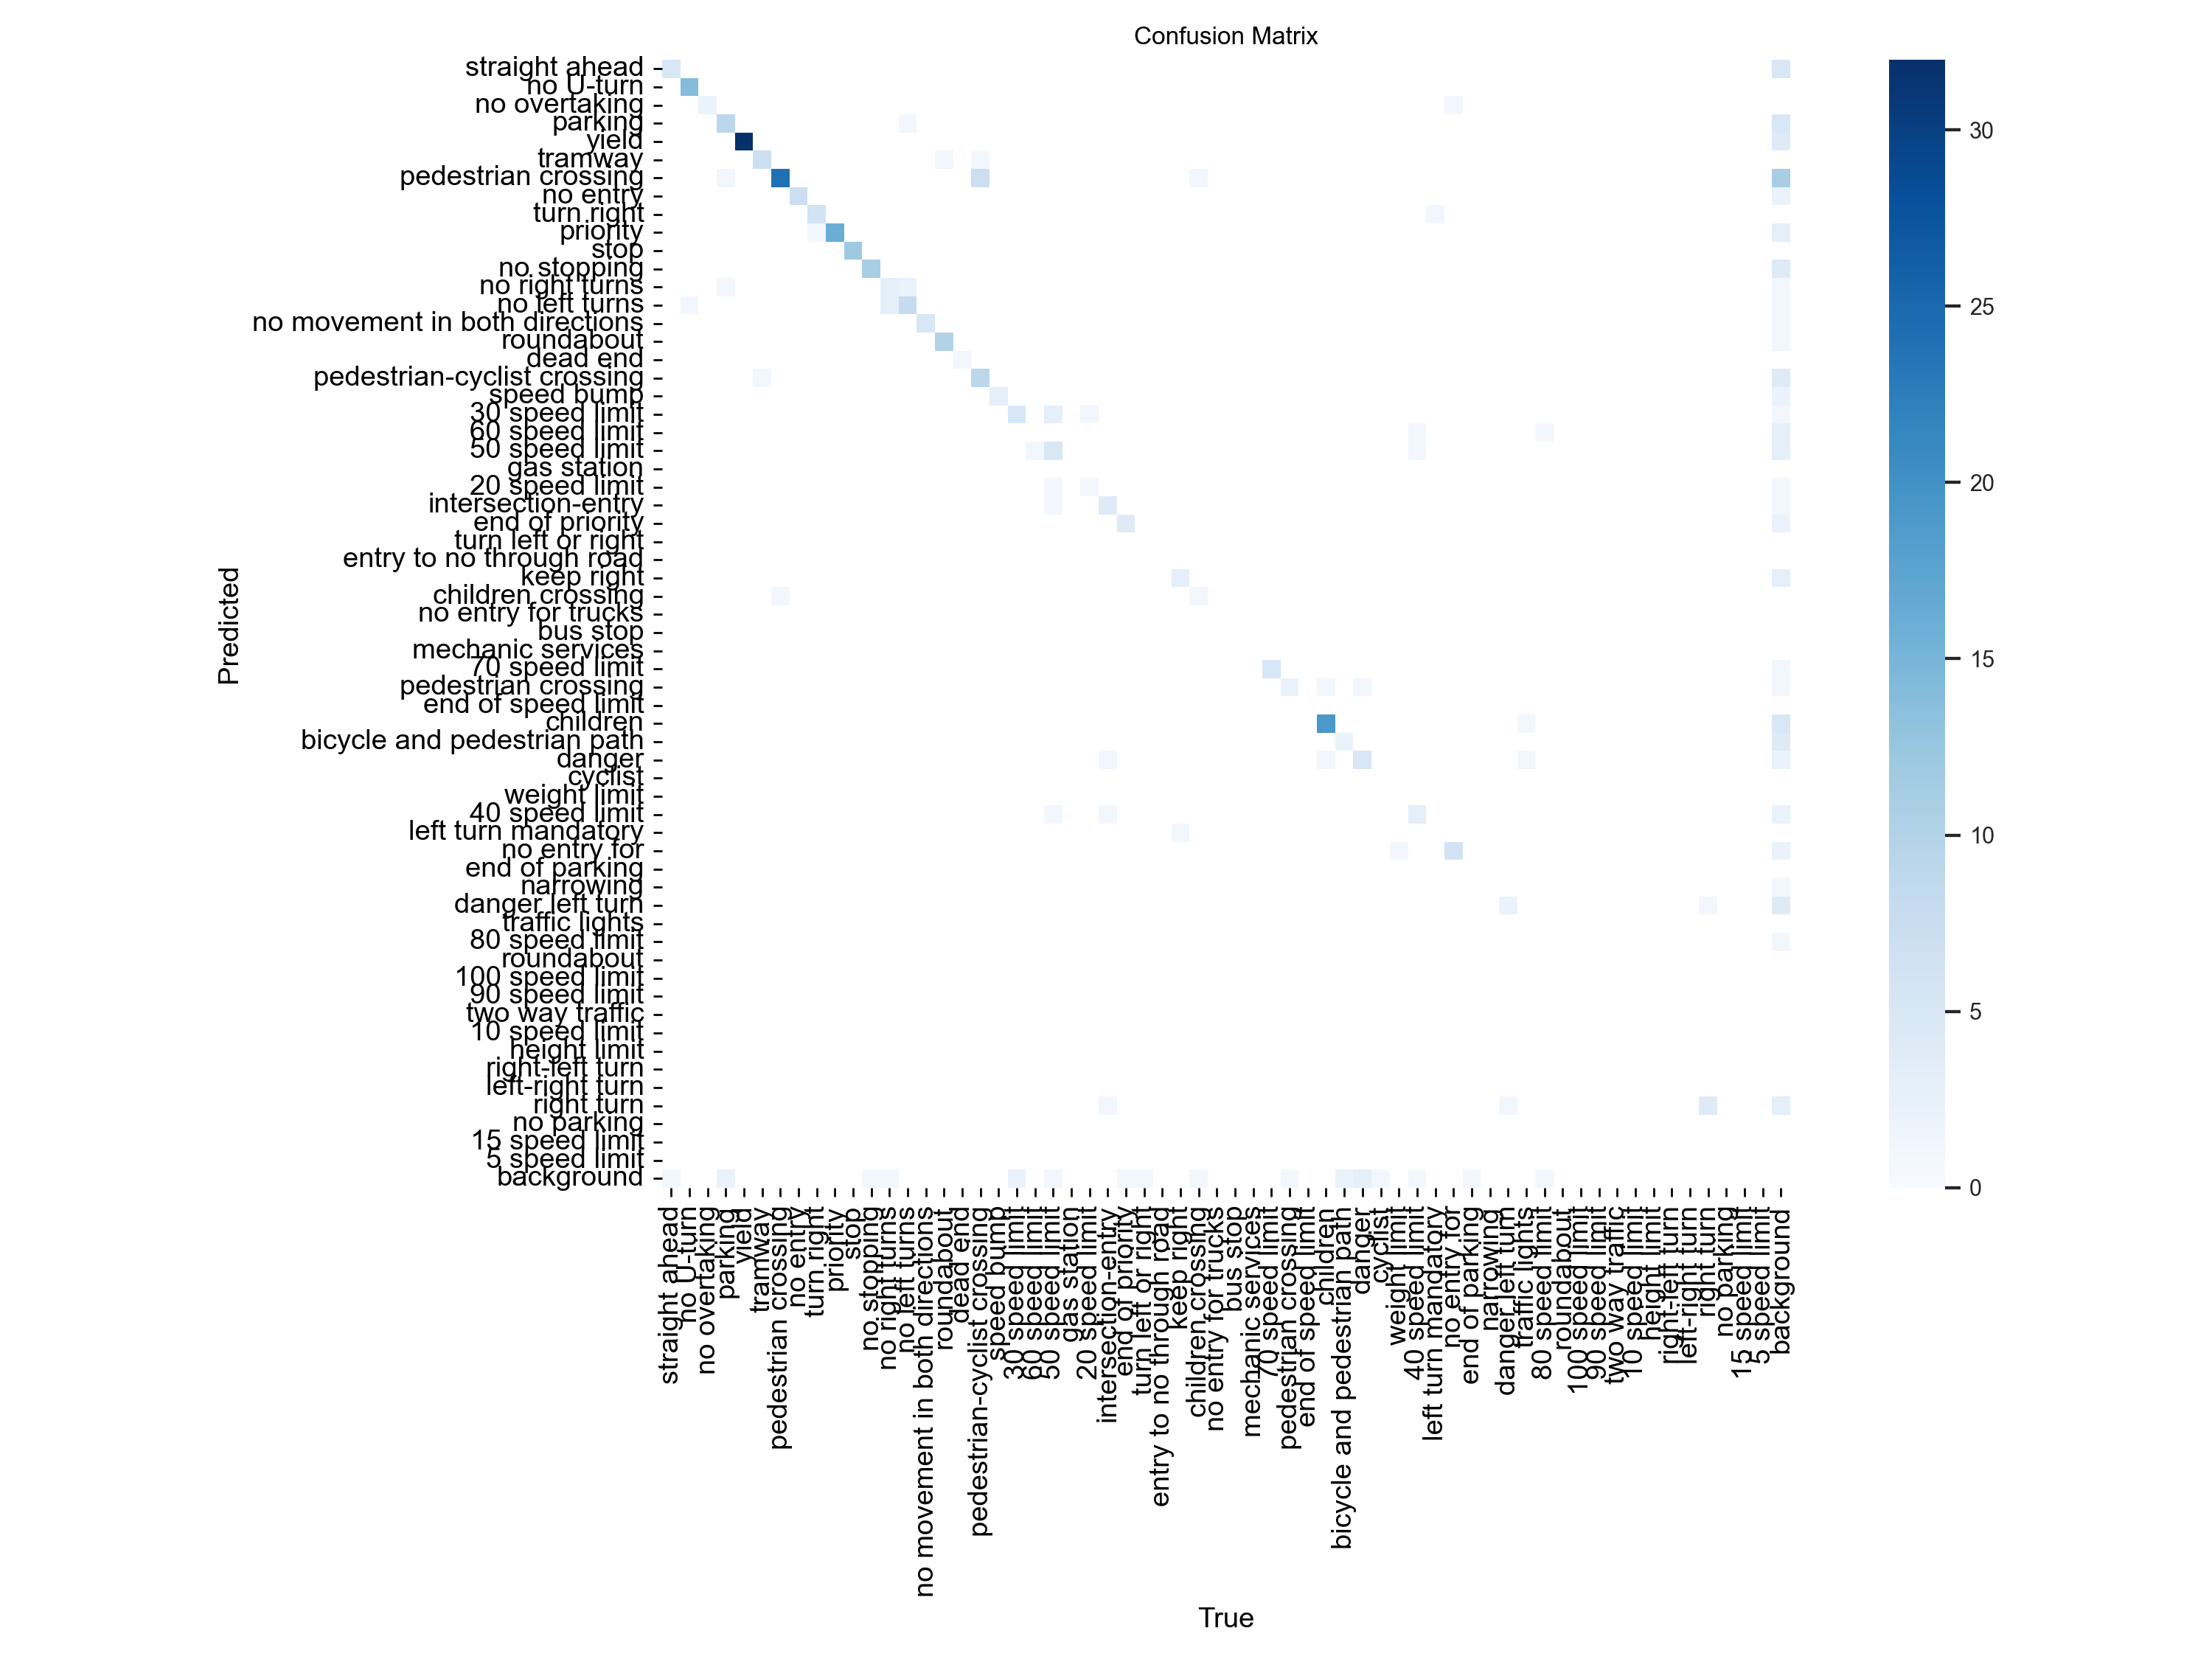 Confusion Matrix
straight ahead
no U-turn
no overtaking
parking
yield
tramway
pedestrian crossing
no entry
turn right
priority
stop
no stopping
no right turns
no left turns
no movement in both directions
roundabout
dead end
pedestrian-cyclist crossing
speed bump
30 speed limit
60 speed limit
50 speed limit
gas station
20 speed limit
intersection-entry
end of priority
turn left or right
entry to no through road
keep right
children crossing
no entry for trucks
bus stop
mechanic services
70 speed limit
pedestrian crossing
end of speed limit
children
bicycle and pedestrian path
danger
cyclist
weight limit
40 speed limit
left turn mandatory
no entry for
end of parking
narrowing
danger left turn
traffic lights
80 speed limit
roundabout
100 speed limit
90 speed limit
two way traffic
10 speed limit
height limit
right-left turn
left-right turn
right turn
no parking
15 speed limit
5 speed limit
background
Predicted
straight ahead
no U-turn
no overtaking
parking
yield
tramway
pedestrian crossing
no entry
turn right
priority
stop
no stopping
no right turns
no left turns
no movement in both directions
roundabout
dead end
pedestrian-cyclist crossing
speed bump
30 speed limit
60 speed limit
50 speed limit
gas station
20 speed limit
intersection-entry
end of priority
turn left or right
entry to no through road
keep right
children crossing
no entry for trucks
bus stop
mechanic services
70 speed limit
pedestrian crossing
end of speed limit
children
bicycle and pedestrian path
danger
cyclist
weight limit
40 speed limit
left turn mandatory
no entry for
end of parking
narrowing
danger left turn
traffic lights
80 speed limit
roundabout
100 speed limit
90 speed limit
two way traffic
10 speed limit
height limit
right-left turn
left-right turn
right turn
no parking
15 speed limit
5 speed limit
background
True
30
25
20
15
10
5
0